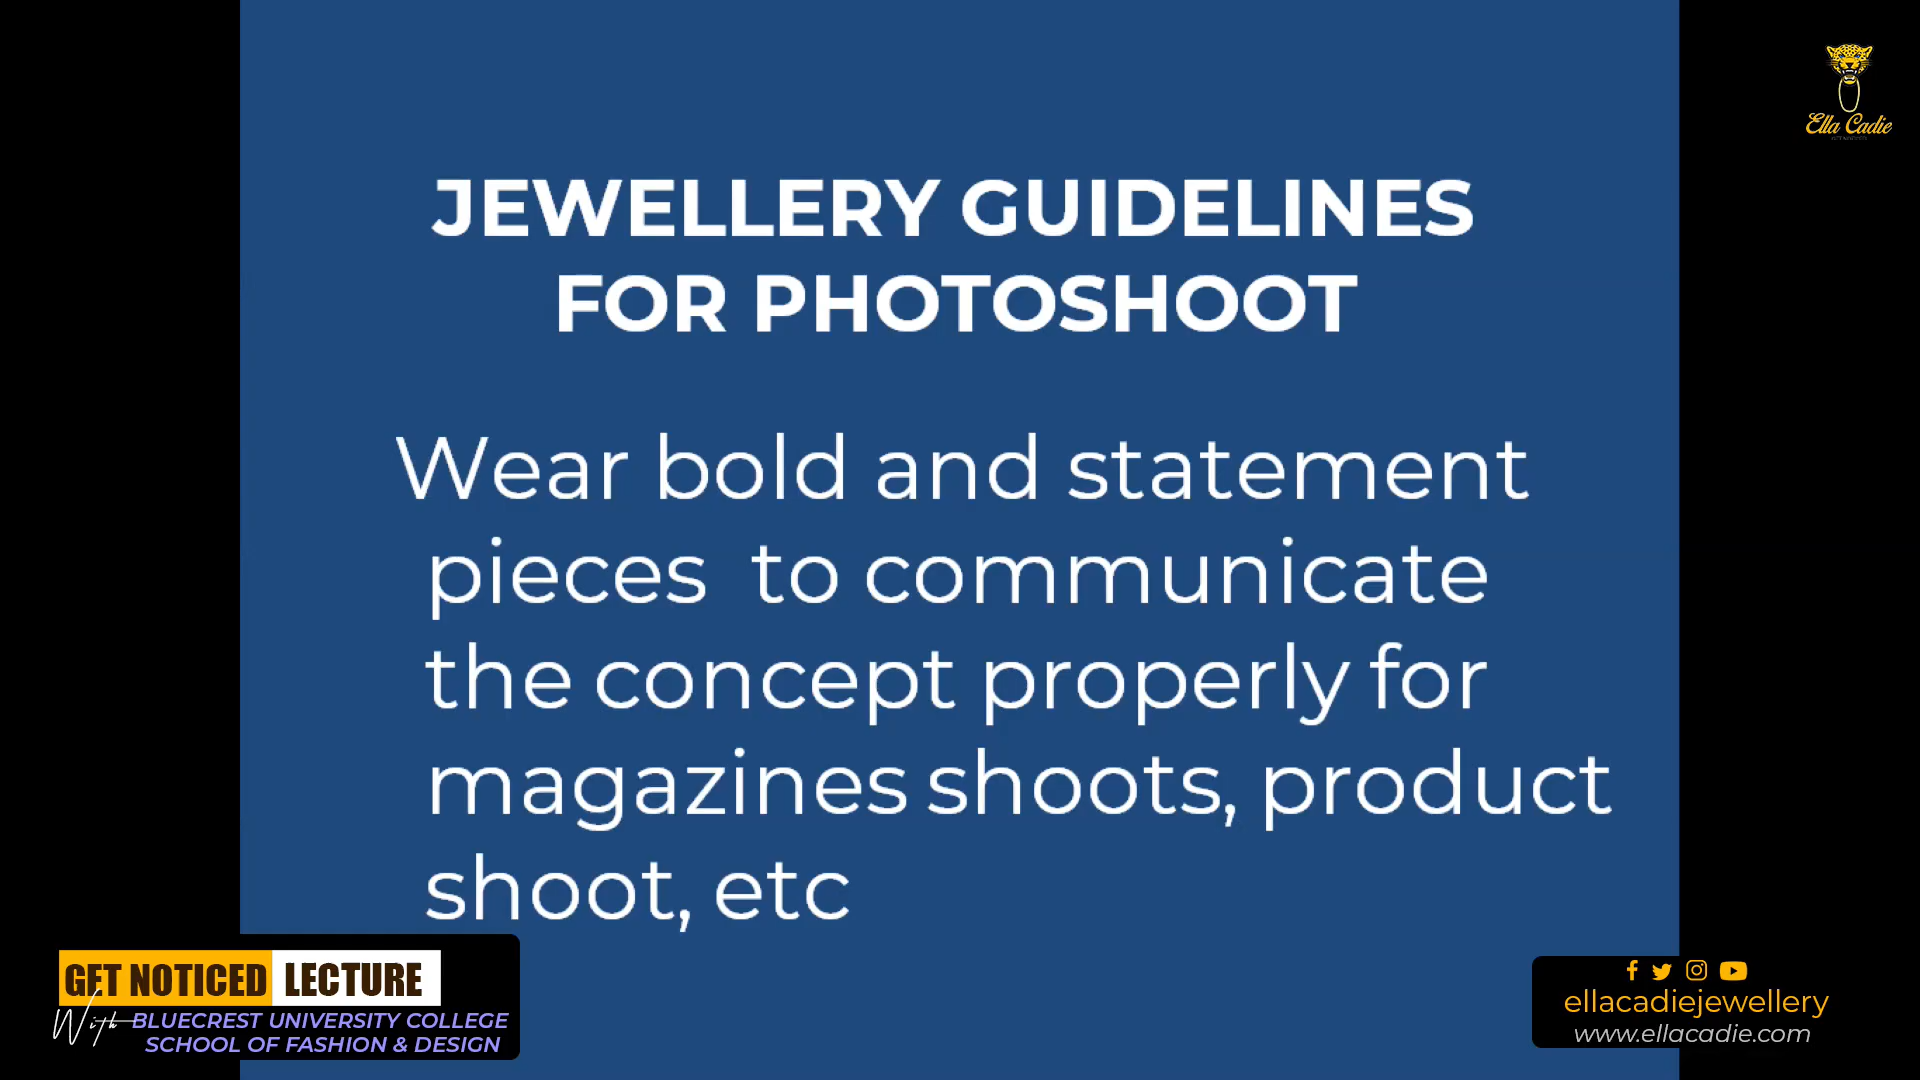 Ella Cadie
JEWELLERY GUIDELINES
FOR PHOTOSHOOT
Wear bold and statement
pieces to communicate
the concept properly for
magazines shoots, product
shoot, etc
GET NOTICED LECTURE
With BLUECREST UNIVERSITY COLLEGE
SCHOOL OF FASHION & DESIGN
ellacadiejewellery
www.ellacadie.com